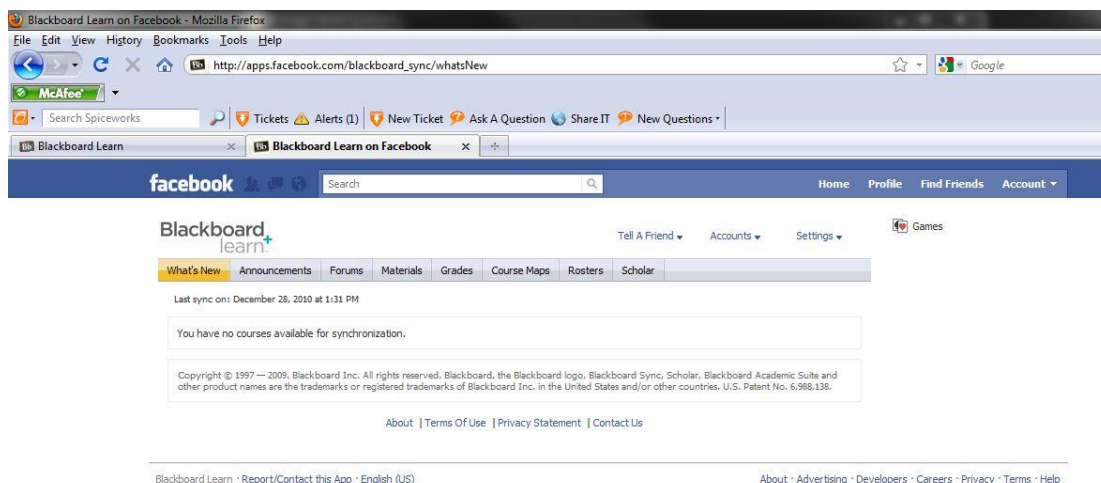 Blackboard Learn on Facebook - Mozilla Firefox
File Edit View History Bookmarks Tools Help
http://apps.facebook.com/blackboard_sync/whatsNew Google
McAfee
Search Spiceworks Tickets Alerts (1) New Ticket Ask A Question Share IT New Questions
Blackboard Learn Blackboard Learn on Facebook
facebook Search Home Profile Find Friends Account
Blackboard learn+ Tell A Friend Accounts Settings Games
What's New Announcements Forums Materials Grades Course Maps Rosters Scholar
Last sync on: December 28, 2010 at 1:31 PM
You have no courses available for synchronization.
Copyright © 1997 — 2009. Blackboard Inc. All rights reserved. Blackboard, the Blackboard logo, Blackboard Sync, Scholar, Blackboard Academic Suite and
other product names are the trademarks or registered trademarks of Blackboard Inc. in the United States and/or other countries. U.S. Patent No. 6,988,138.
About | Terms Of Use | Privacy Statement | Contact Us
Blackboard Learn · Report/Contact this App · English (US) About · Advertising · Developers · Careers · Privacy · Terms · Help